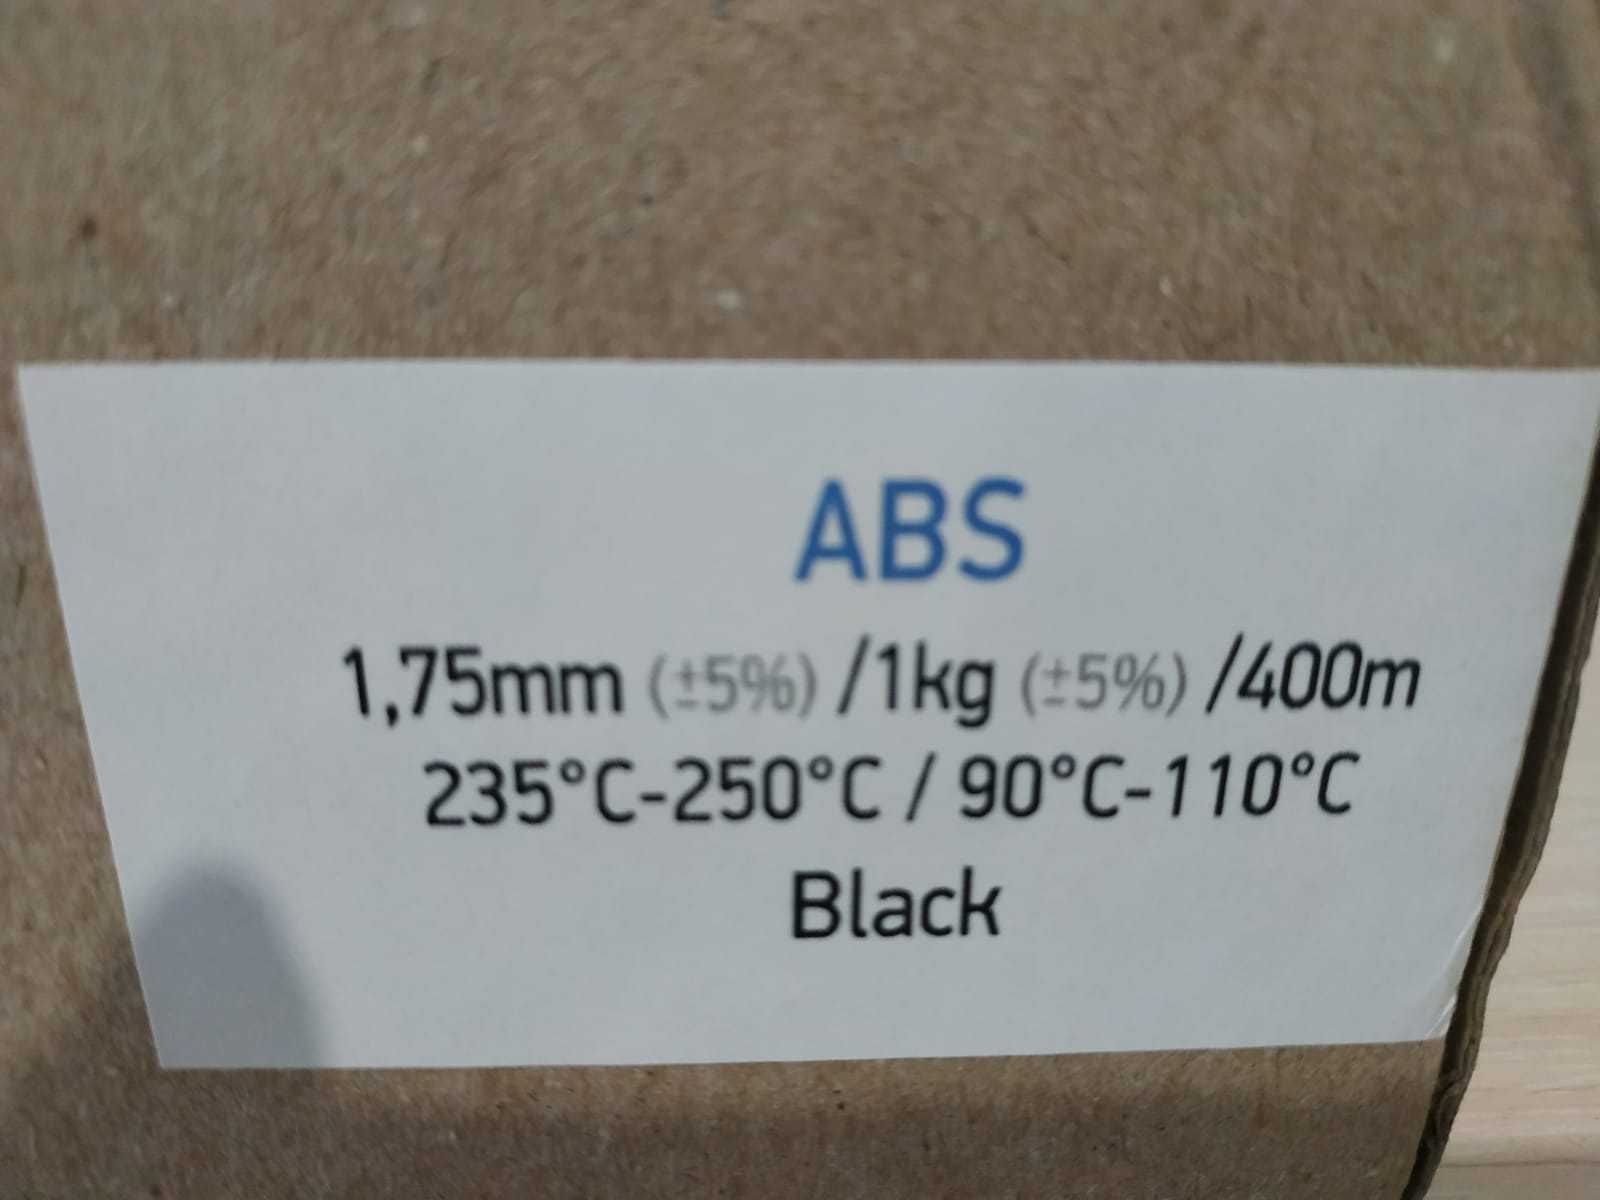 ABS
1,75mm (±5%) /1kg (±5%) /400m
235°C-250°C / 90°C-110°C
Black